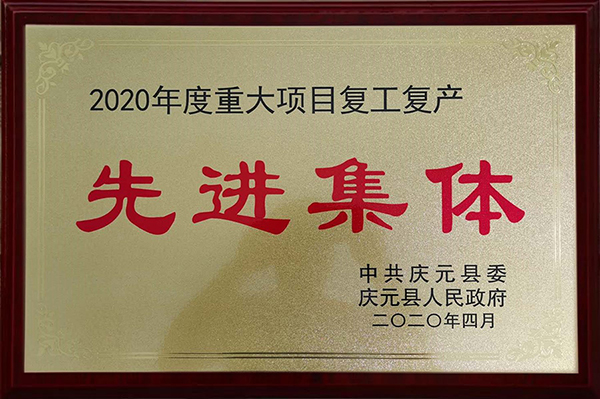 2020年度重大项目复工复产
先进集体
中共庆元县委
庆元县人民政府
二〇二〇年四月